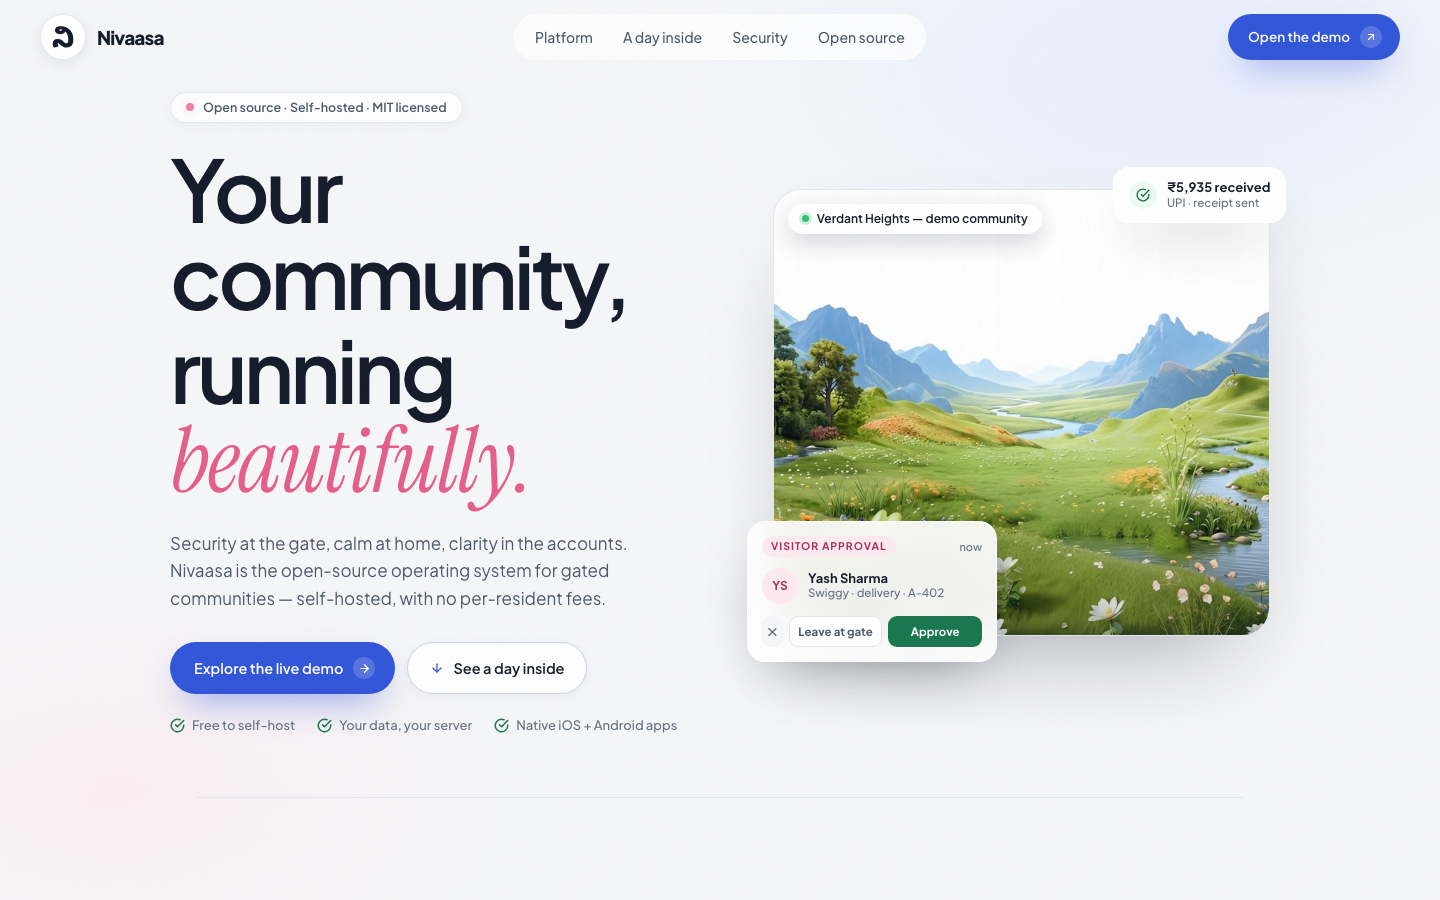 Nivaasa
Platform
A day inside
Security
Open source
Open the demo
Open source · Self-hosted · MIT licensed
Your
community,
running
beautifully.
Security at the gate, calm at home, clarity in the accounts.
Nivaasa is the open-source operating system for gated
communities — self-hosted, with no per-resident fees.
Explore the live demo
See a day inside
Free to self-host
Your data, your server
Native iOS + Android apps
₹5,935 received
UPI · receipt sent
Verdant Heights — demo community
VISITOR APPROVAL
now
YS
Yash Sharma
Swiggy · delivery · A-402
Leave at gate
Approve